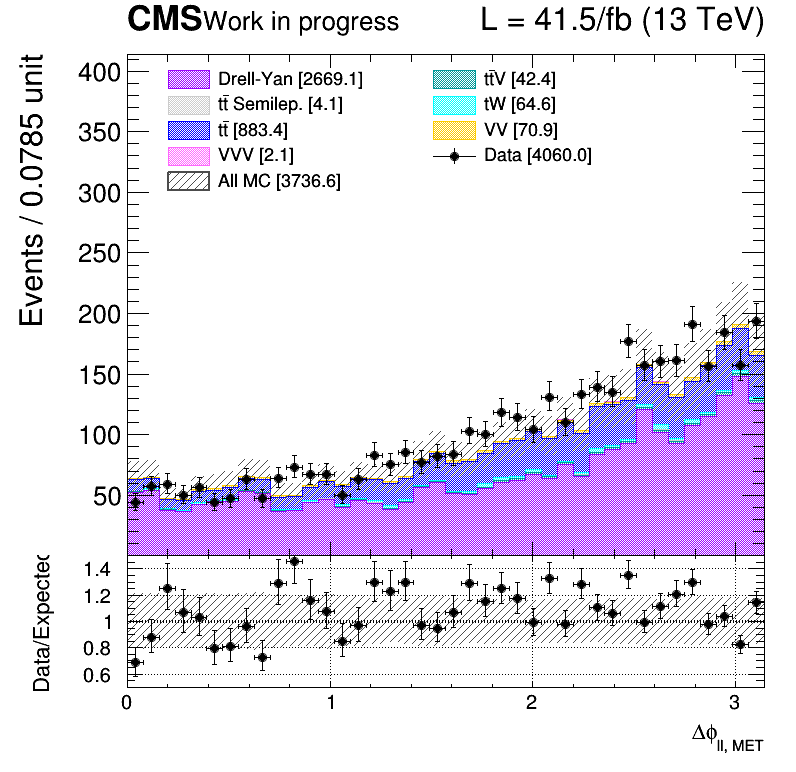 CMS Work in progress L = 41.5/fb (13 TeV)
Events / 0.0785 unit
400
350
300
250
200
150
100
50
Drell-Yan [2669.1]
tt̄ Semilep. [4.1]
tt̄ [883.4]
VVV [2.1]
All MC [3736.6]
tt̄V [42.4]
tW [64.6]
VV [70.9]
Data [4060.0]
Data/Expected
1.4
1.2
1
0.8
0.6
0 1 2 3
Δϕll, MET